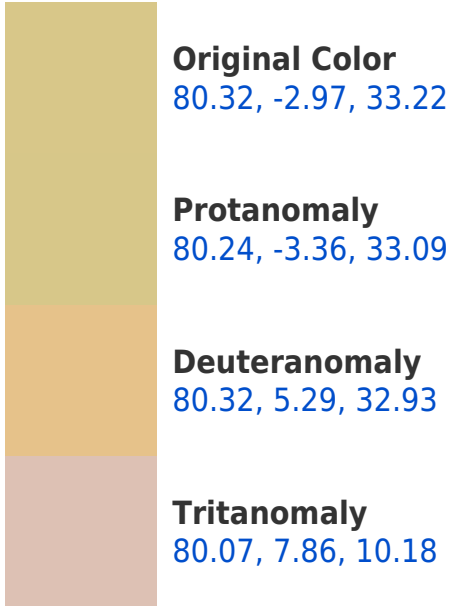 Original Color
80.32, -2.97, 33.22
Protanomaly
80.24, -3.36, 33.09
Deuteranomaly
80.32, 5.29, 32.93
Tritanomaly
80.07, 7.86, 10.18